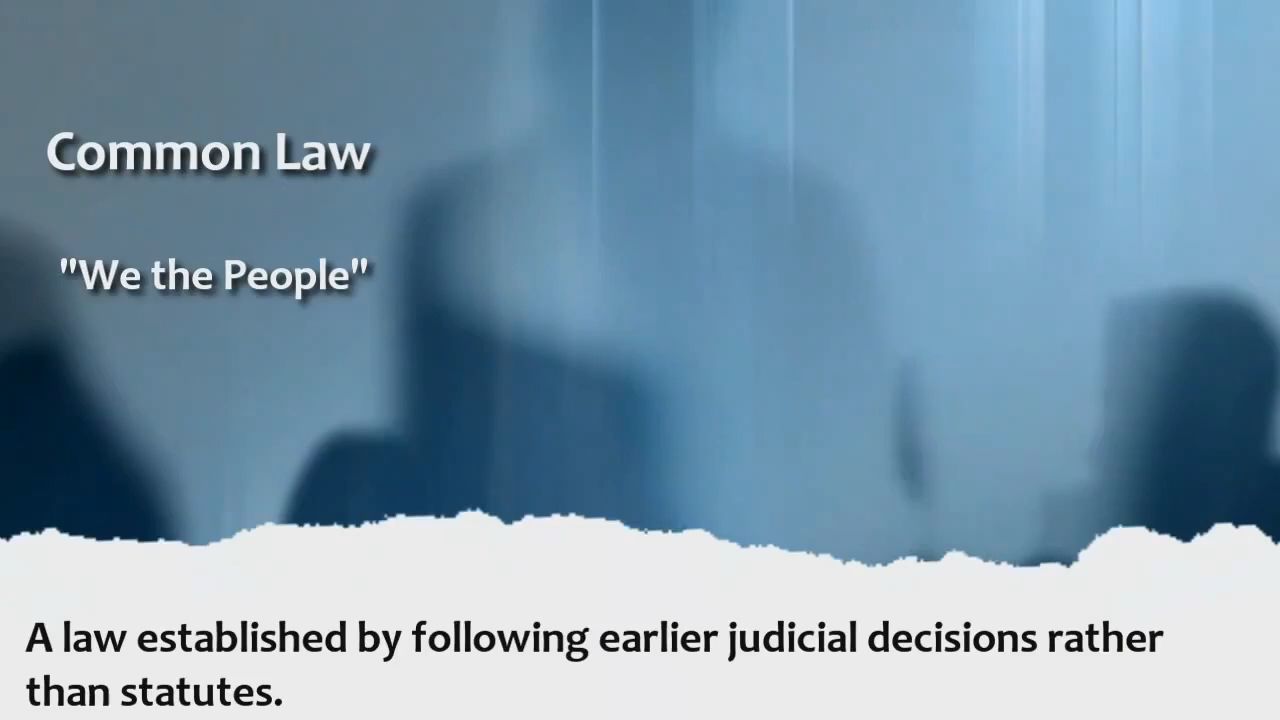 Common Law
"We the People"
A law established by following earlier judicial decisions rather
than statutes.